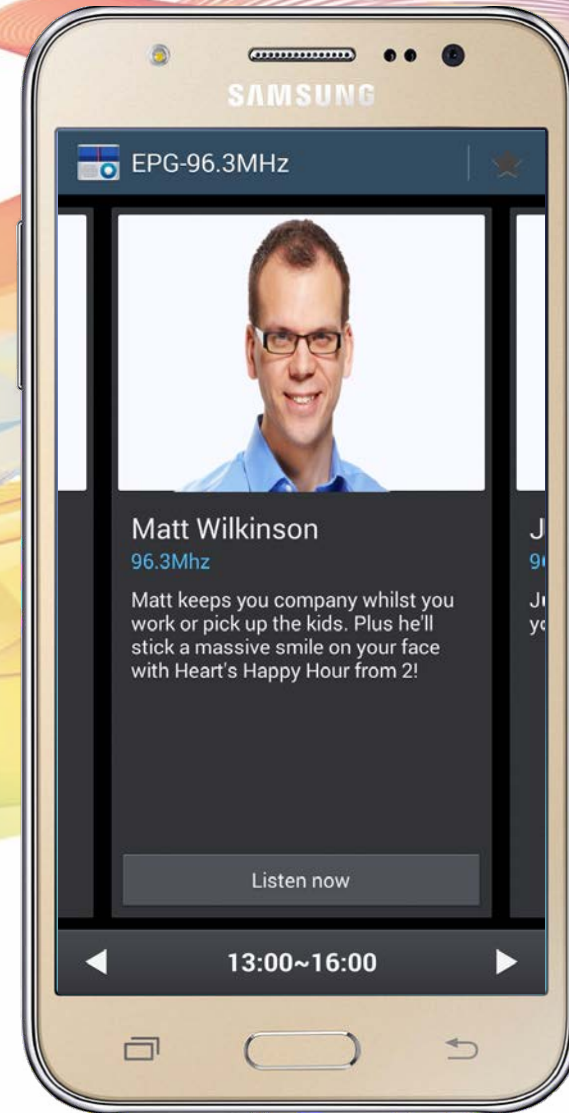 SAMSUNG
EPG-96.3MHz
Matt Wilkinson
96.3Mhz
Matt keeps you company whilst you
work or pick up the kids. Plus he'll
stick a massive smile on your face
with Heart's Happy Hour from 2!
Listen now
13:00~16:00
J